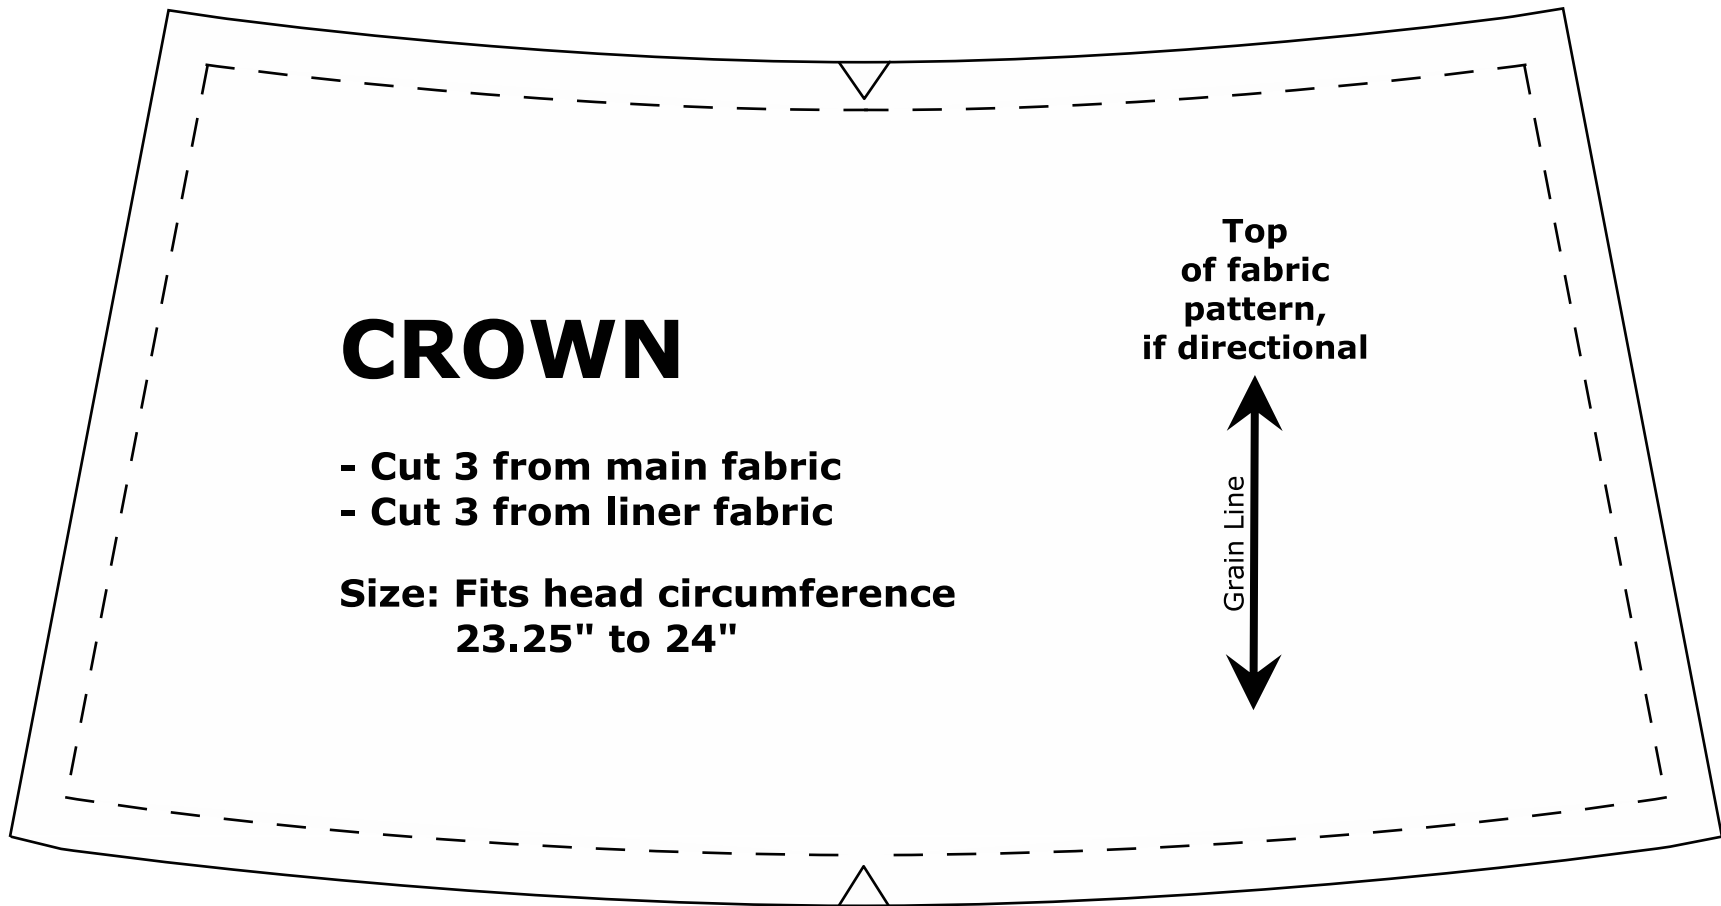 CROWN
- Cut 3 from main fabric
- Cut 3 from liner fabric
Size: Fits head circumference
23.25" to 24"
Top
of fabric
pattern,
if directional
Grain Line